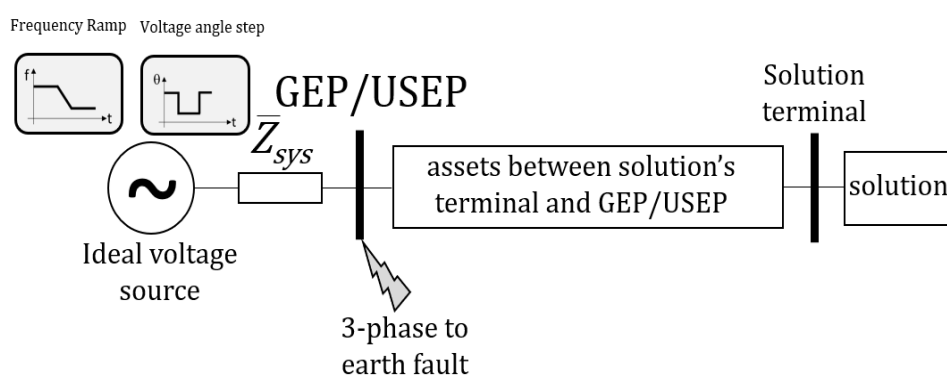 Frequency Ramp
Voltage angle step
f
t
θ
t
GEP/USEP
Z̅sys
Solution
terminal
assets between solution's
terminal and GEP/USEP
solution
~
Ideal voltage
source
3-phase to
earth fault